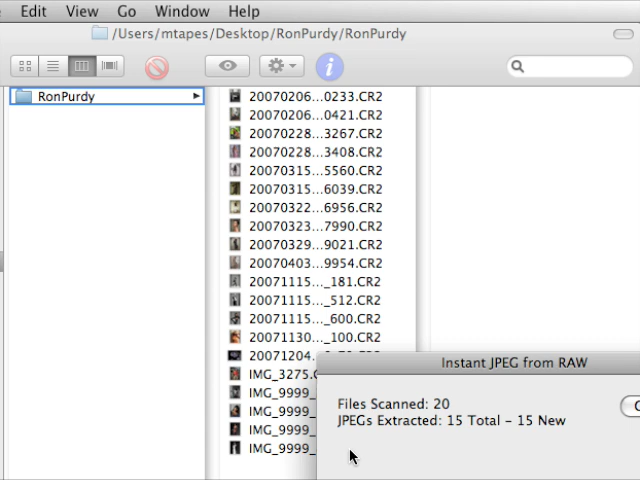 Edit View Go Window Help
/Users/mtapes/Desktop/RonPurdy/RonPurdy
RonPurdy
20070206...0233.CR2
20070206...0421.CR2
20070228...3267.CR2
20070228...3408.CR2
20070315...5560.CR2
20070315...6039.CR2
20070322...6956.CR2
20070323...7990.CR2
20070329...9021.CR2
20070403...9954.CR2
20071115..._181.CR2
20071115..._512.CR2
20071115..._600.CR2
20071130..._100.CR2
20071204.
IMG_3275.
IMG_9999_
IMG_9999_
IMG_9999_
IMG_9999_
Instant JPEG from RAW
Files Scanned: 20
JPEGs Extracted: 15 Total - 15 New